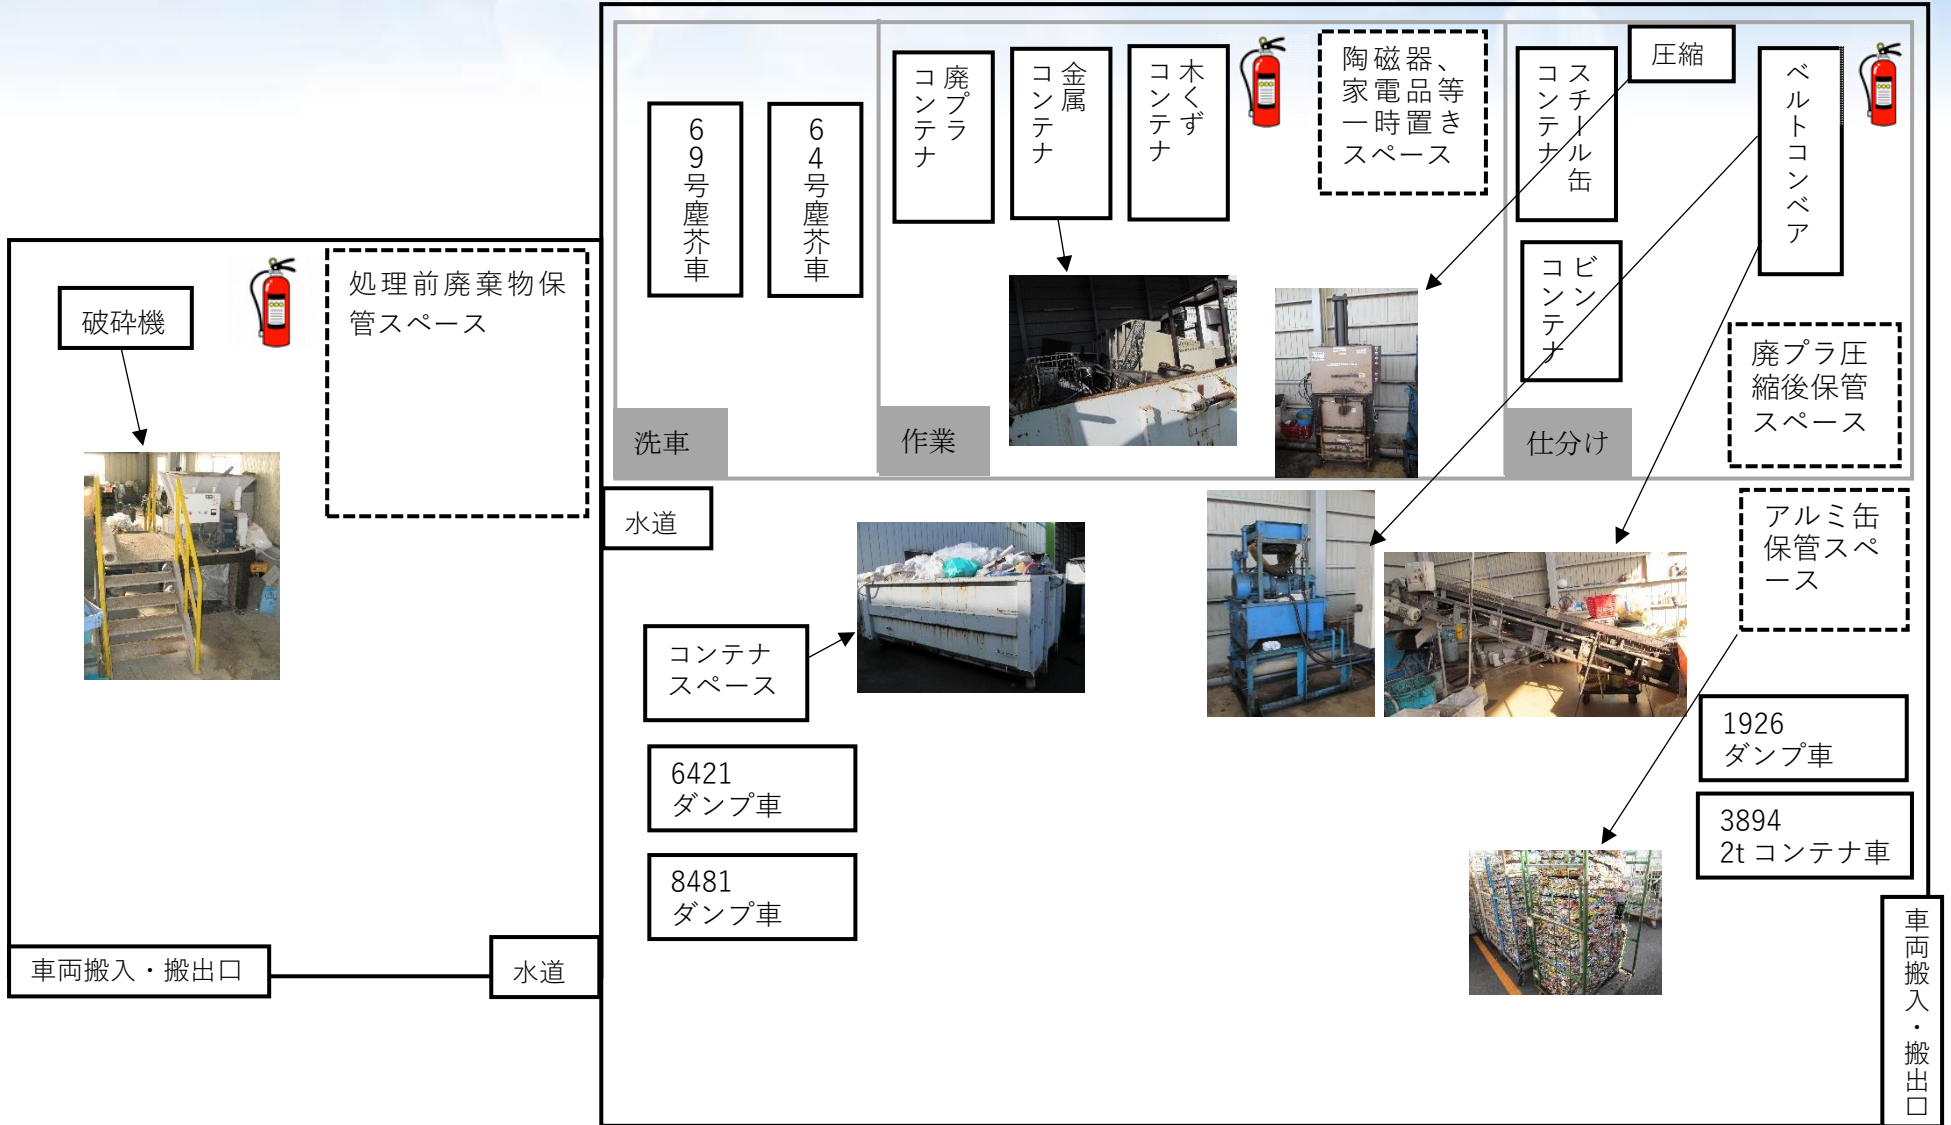 圧縮
廃プラ
コンテナ
金属
コンテナ
木くず
コンテナ
陶磁器、
家電品等
一時置き
スペース
スチール缶
コンテナ
ベルトコンベア
69号塵芥車
64号塵芥車
ビン
コンテナ
処理前廃棄物保
管スペース
破砕機
廃プラ圧
縮後保管
スペース
洗車
作業
仕分け
水道
アルミ缶
保管スペ
ース
コンテナ
スペース
1926
ダンプ車
6421
ダンプ車
3894
2t コンテナ車
8481
ダンプ車
車両搬入・搬出口
水道
車両搬入・搬出口